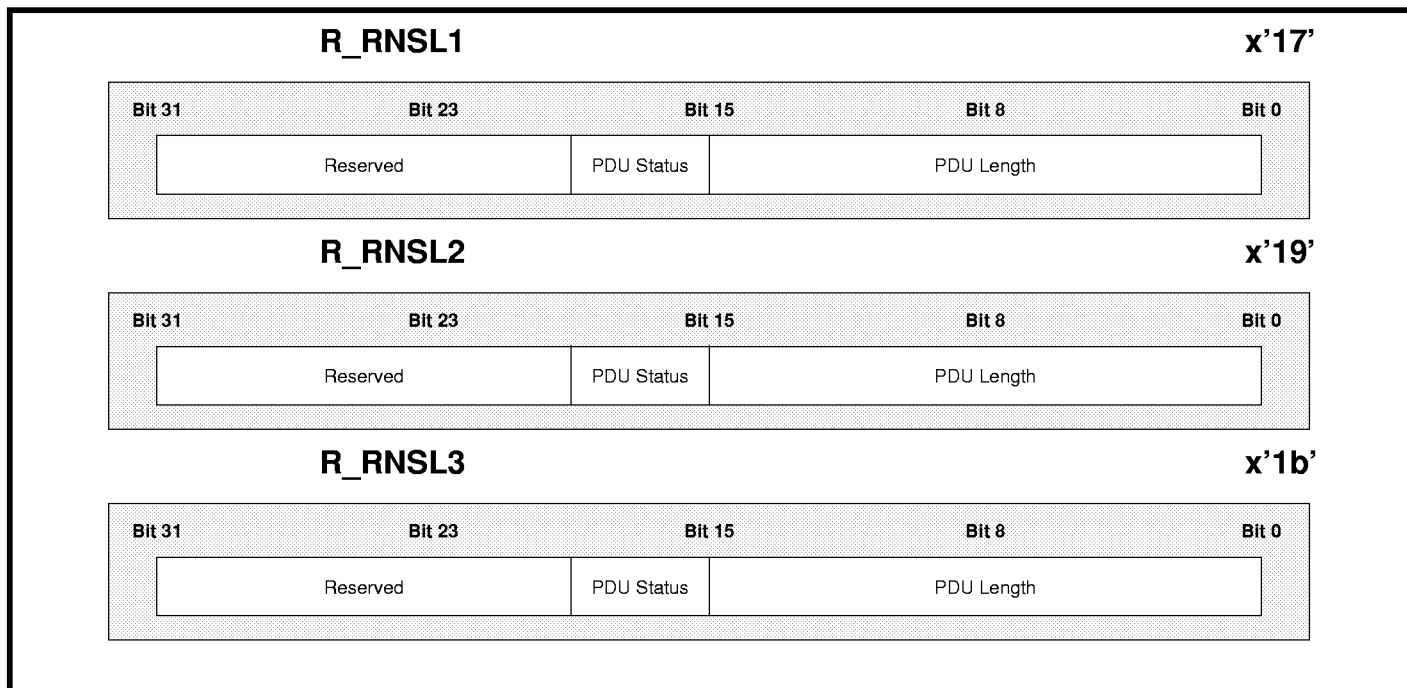 R_RNSL1 x’17’
Bit 31 Bit 23 Bit 15 Bit 8 Bit 0
Reserved PDU Status PDU Length
R_RNSL2 x’19’
Bit 31 Bit 23 Bit 15 Bit 8 Bit 0
Reserved PDU Status PDU Length
R_RNSL3 x’1b’
Bit 31 Bit 23 Bit 15 Bit 8 Bit 0
Reserved PDU Status PDU Length